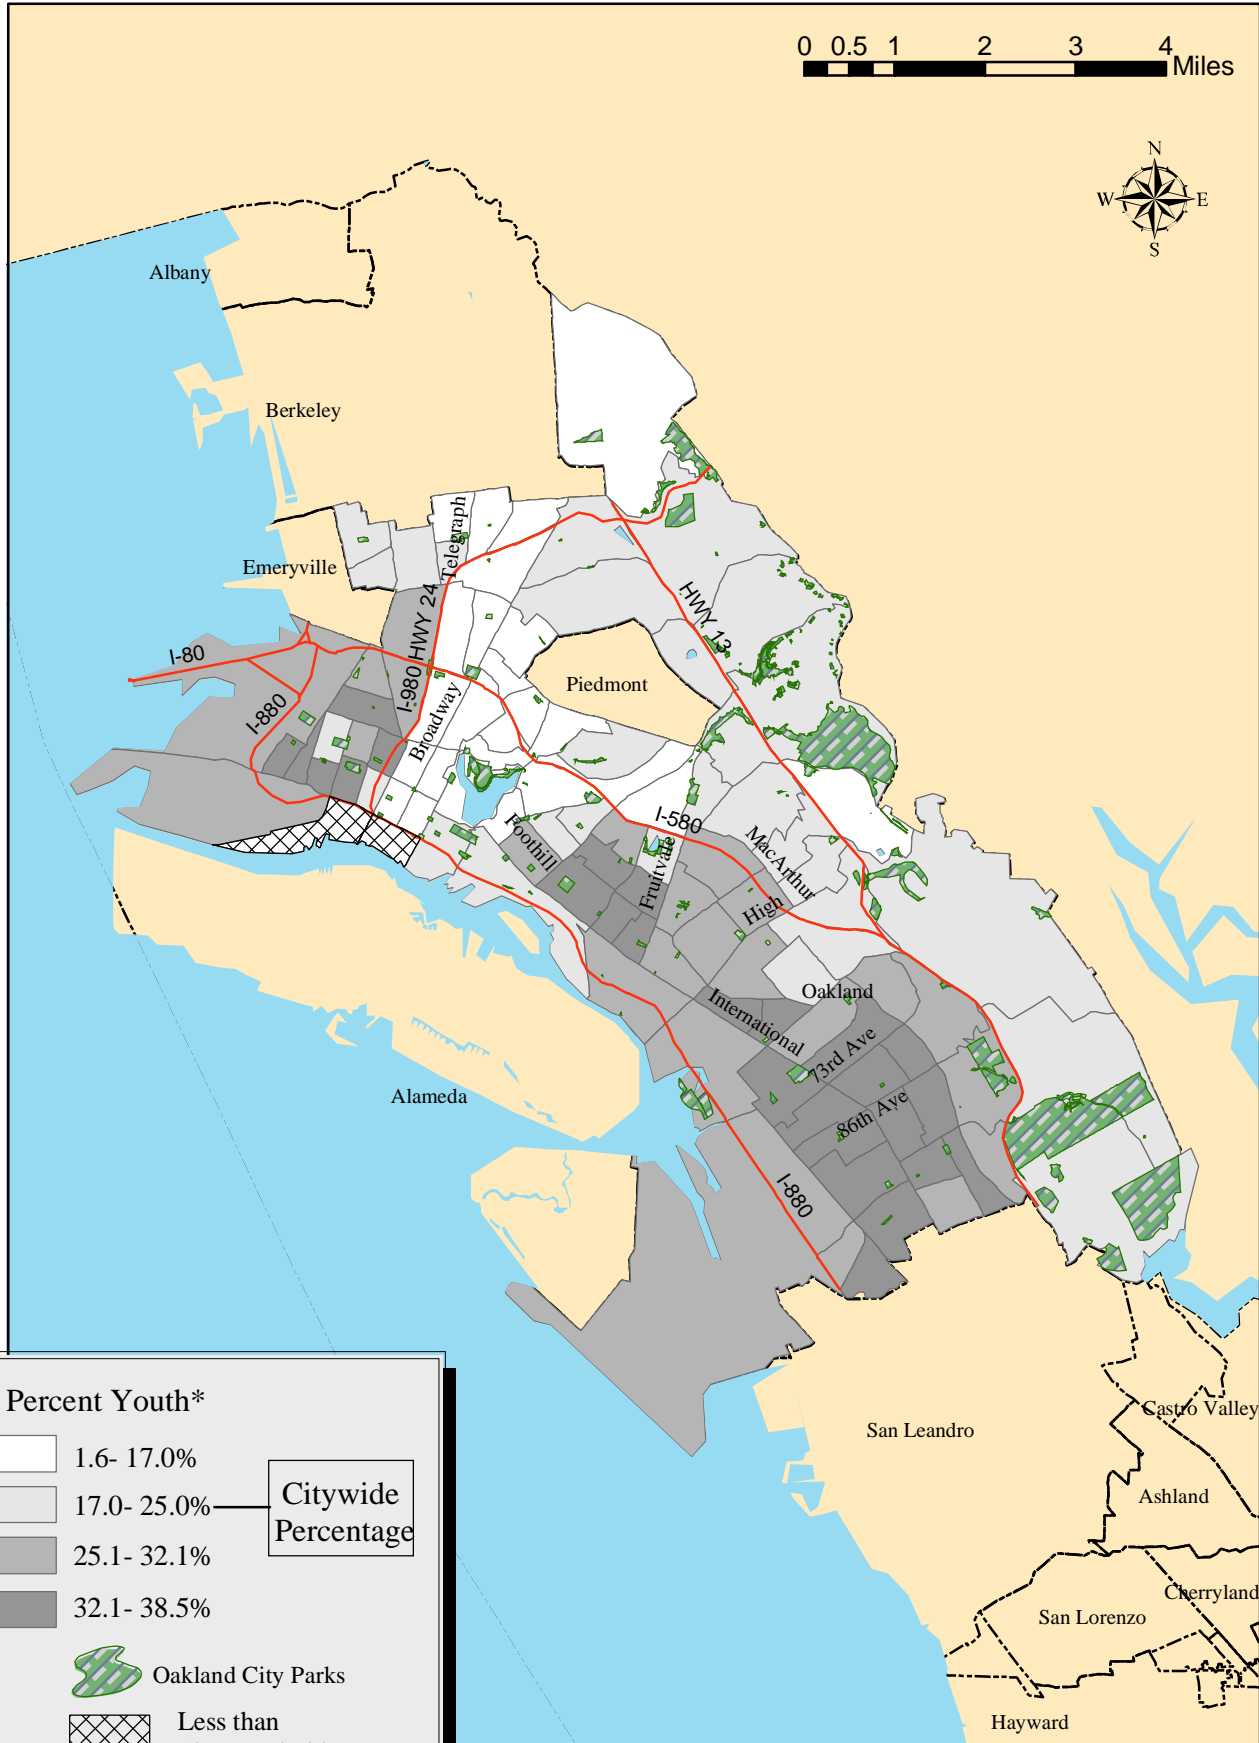 0 0.5 1 2 3 4
Miles
N
W E
S
Albany
Berkeley
Telegraph
Emeryville
HWY 24
HWY 13
I-80
I-980
Piedmont
I-880
Broadway
I-580
Foothill
MacArthur
Fruitvale
High
Oakland
International
73rd Ave
Alameda
86th Ave
I-880
Percent Youth*
1.6- 17.0%
17.0- 25.0%
Citywide
Percentage
25.1- 32.1%
32.1- 38.5%
Oakland City Parks
Less than
San Leandro
Castro Valley
Ashland
Cherryland
San Lorenzo
Hayward